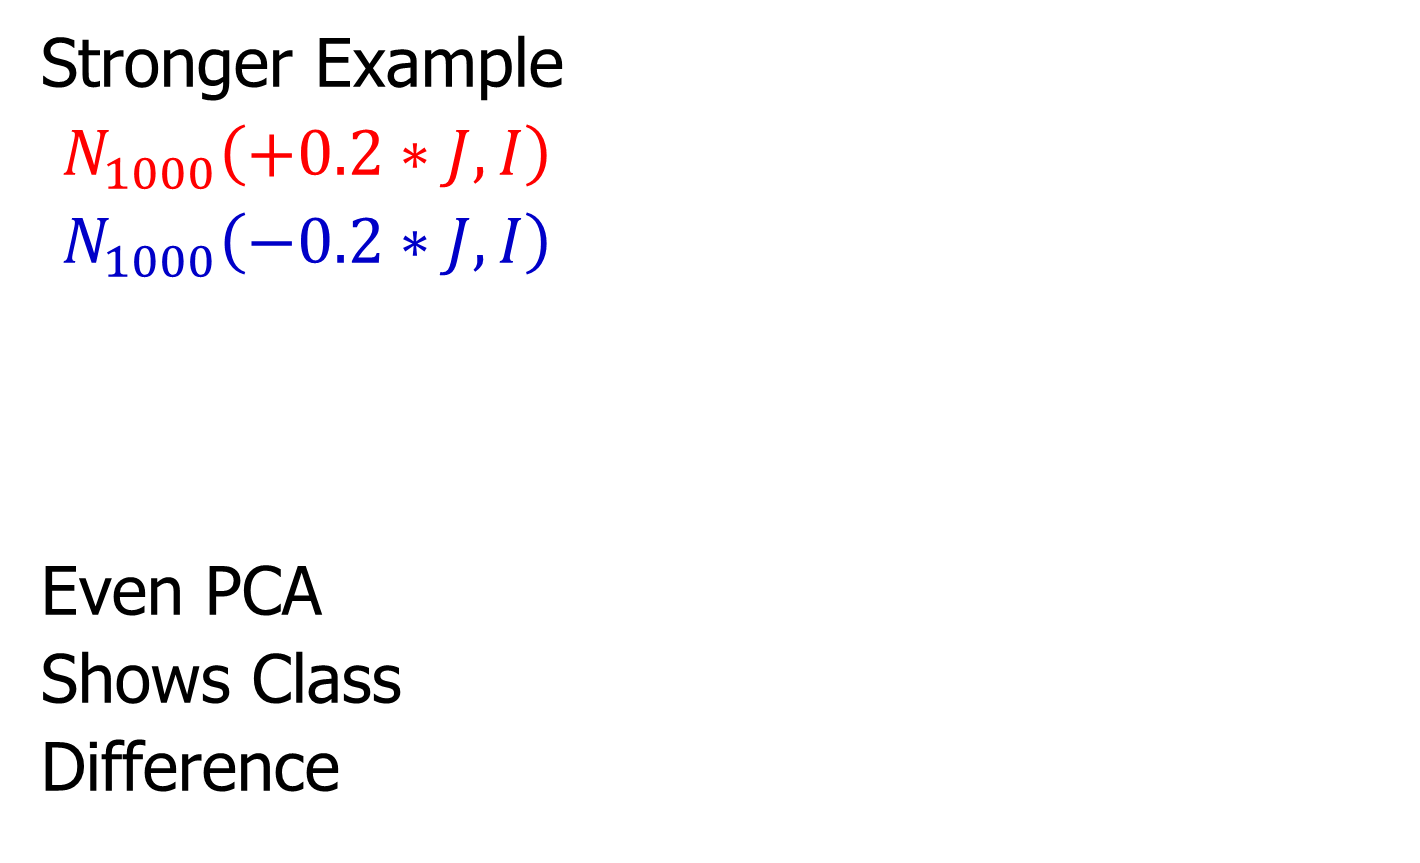 Stronger Example
N₁₀₀₀(+0.2 ∗ J, I)
N₁₀₀₀(−0.2 ∗ J, I)
Even PCA
Shows Class
Difference